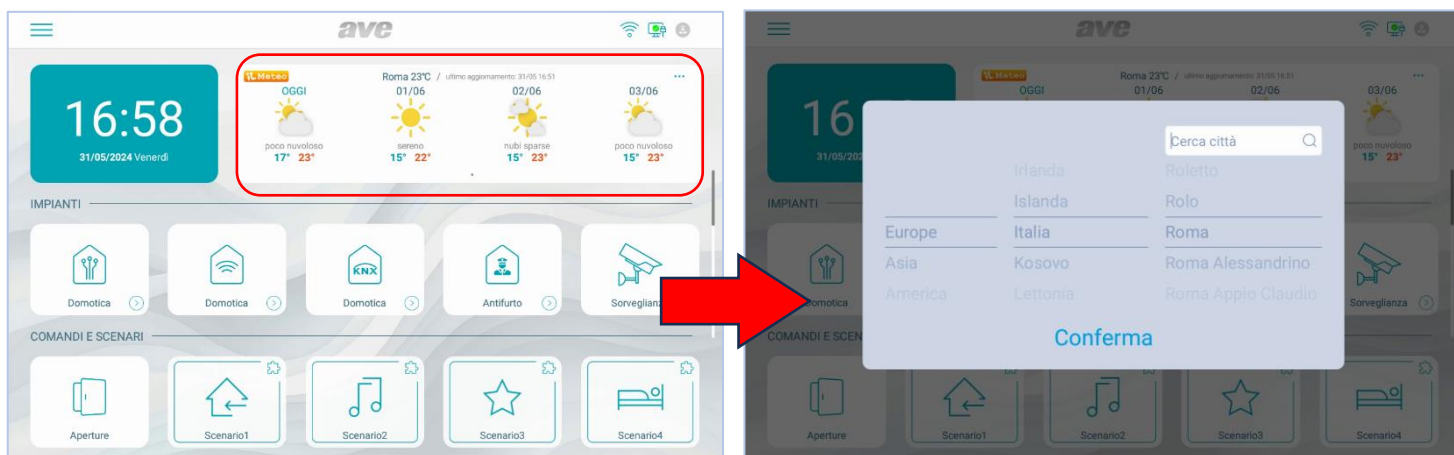 ave
iL Meteo
Roma 23°C / ultimo aggiornamento: 31/05 16:51
...
OGGI 01/06 02/06 03/06
16:58
31/05/2024 Venerdì
poco nuvoloso sereno nubi sparse poco nuvoloso
17° 23° 15° 22° 15° 23° 15° 23°
IMPIANTI
KNX
Domotica Domotica Domotica Antifurto Sorveglianza
COMANDI E SCENARI
Aperture Scenario1 Scenario2 Scenario3 Scenario4
ave
iL Meteo
Roma 23°C / ultimo aggiornamento: 31/05 16:51
...
OGGI 01/06 02/06 03/06
16
31/05/202
poco nuvoloso
15° 23°
Cerca città
Irlanda Roletto
Islanda Rolo
Europe Italia Roma
Asia Kosovo Roma Alessandrino
America Lettonia Roma Appio Claudio
Conferma
IMPIANTI
Domotica Sorveglianza
COMANDI E SCEN
Aperture Scenario1 Scenario2 Scenario3 Scenario4